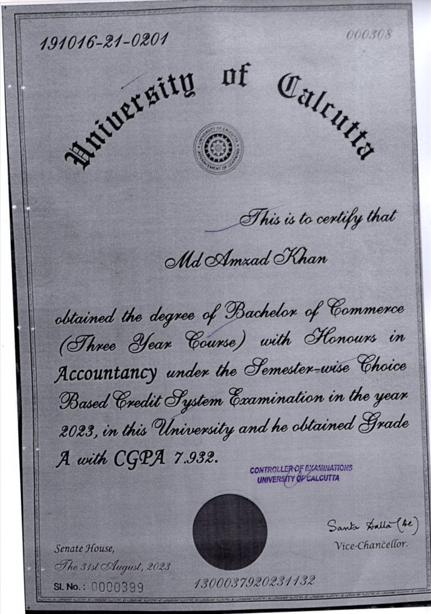 191016-21-0201
000308
University of Calcutta
This is to certify that
Md Amzad Khan
obtained the degree of Bachelor of Commerce
(Three Year Course) with Honours in
Accountancy under the Semester-wise Choice
Based Credit System Examination in the year
2023, in this University and he obtained Grade
A with CGPA 7.932.
CONTROLLER OF EXAMINATIONS
UNIVERSITY OF CALCUTTA
Senate House,
The 31st August, 2023
Vice-Chancellor.
Sl. No.: 0000399
1300037920231132